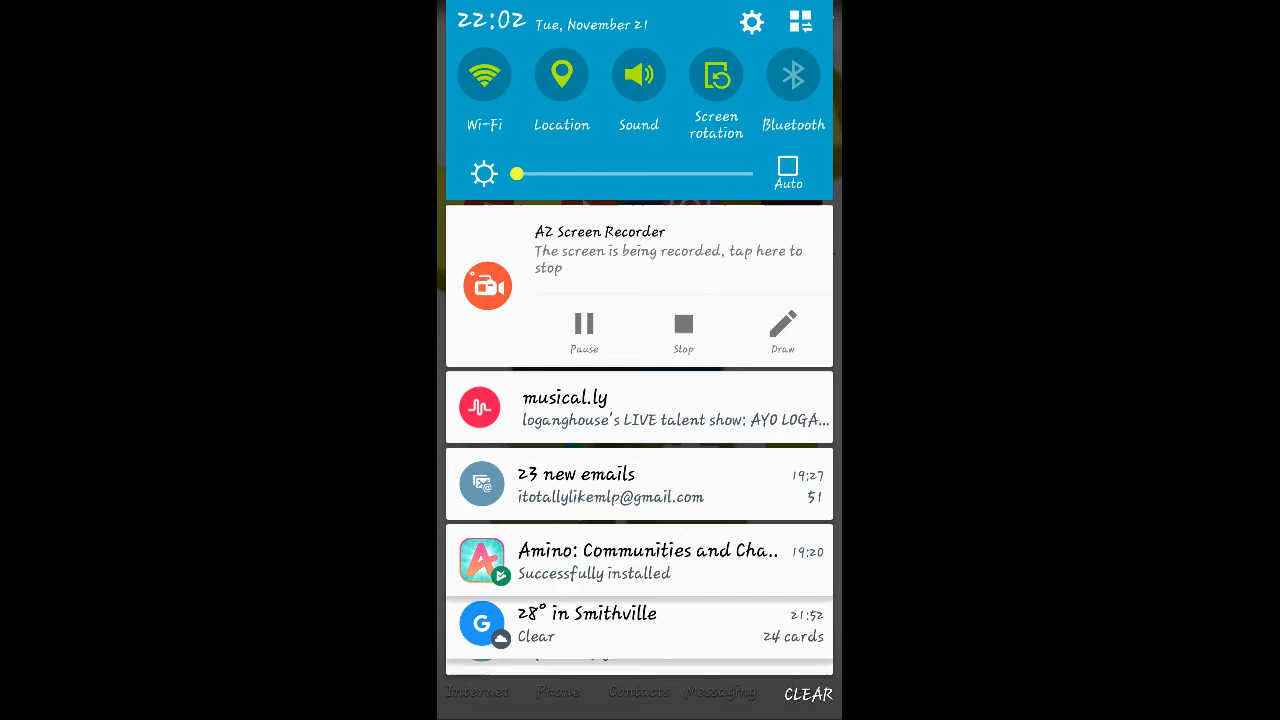 22:02 Tue, November 21
Wi-Fi Location Sound Screen rotation Bluetooth
Auto
AZ Screen Recorder
The screen is being recorded, tap here to
stop
Pause Stop Draw
musical.ly
loganghouse's LIVE talent show: AYO LOGA...
23 new emails 19:27
itotallylikemlp@gmail.com 51
Amino: Communities and Cha.. 19:20
Successfully installed
28° in Smithville 21:52
Clear 24 cards
Internet Phone Contacts Messaging CLEAR